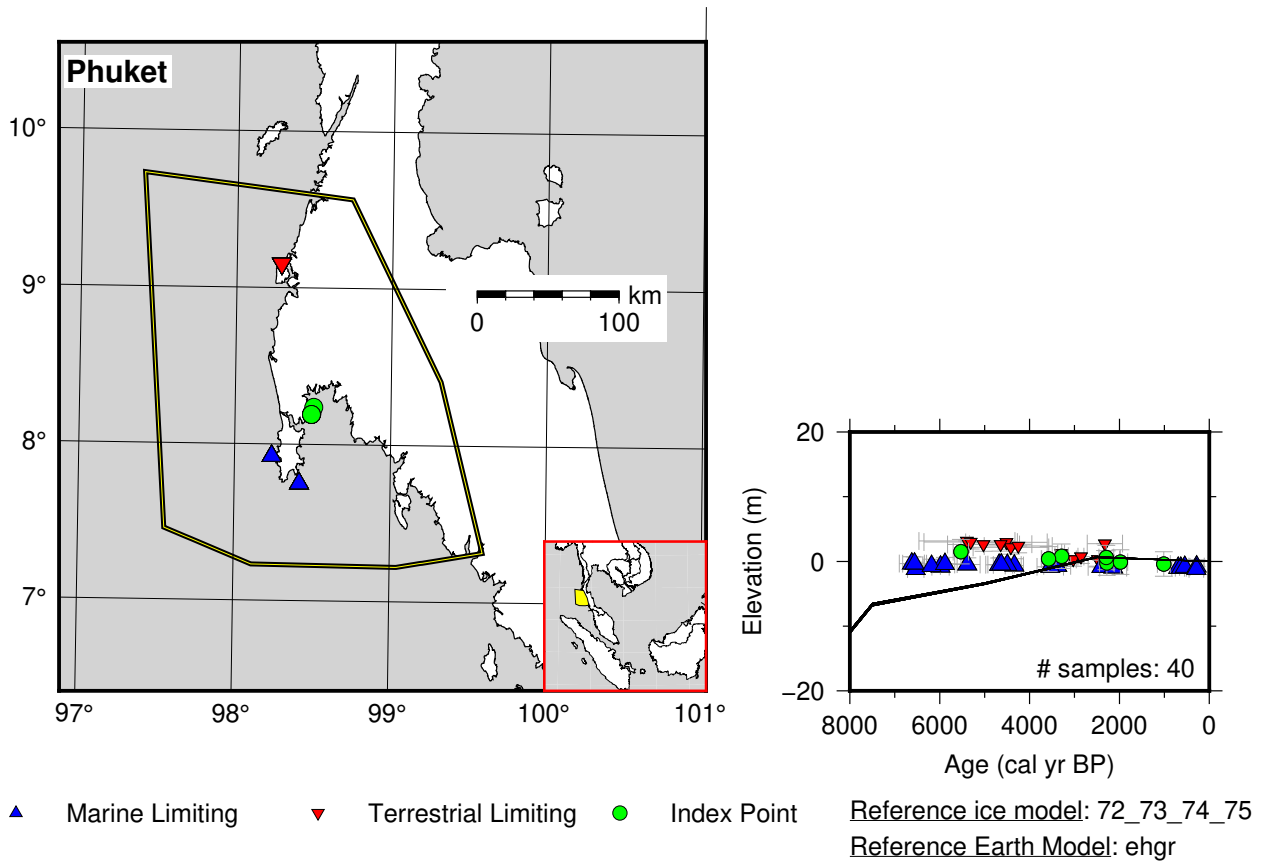 Phuket
10°
9°
8°
7°
97°
98°
99°
100°
101°
km
0
100
20
0
−20
Elevation (m)
# samples: 40
8000
6000
4000
2000
0
Age (cal yr BP)
Marine Limiting
Terrestrial Limiting
Index Point
Reference ice model: 72_73_74_75
Reference Earth Model: ehgr